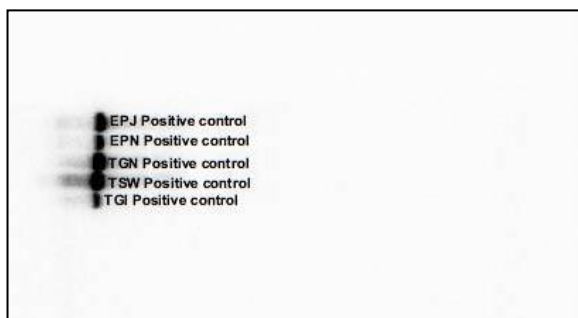 EPJ Positive control
EPN Positive control
TGN Positive control
TSW Positive control
TGI Positive control